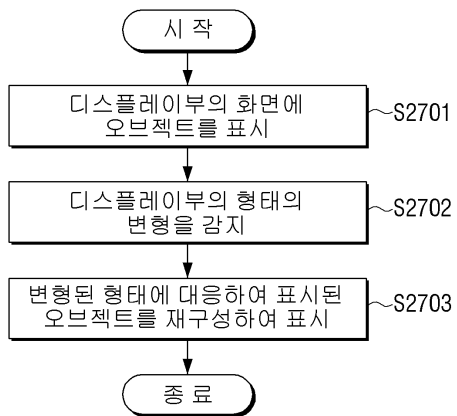 시 작
디스플레이부의 화면에
오브젝트를 표시
S2701
디스플레이부의 형태의
변형을 감지
S2702
변형된 형태에 대응하여 표시된
오브젝트를 재구성하여 표시
S2703
종 료